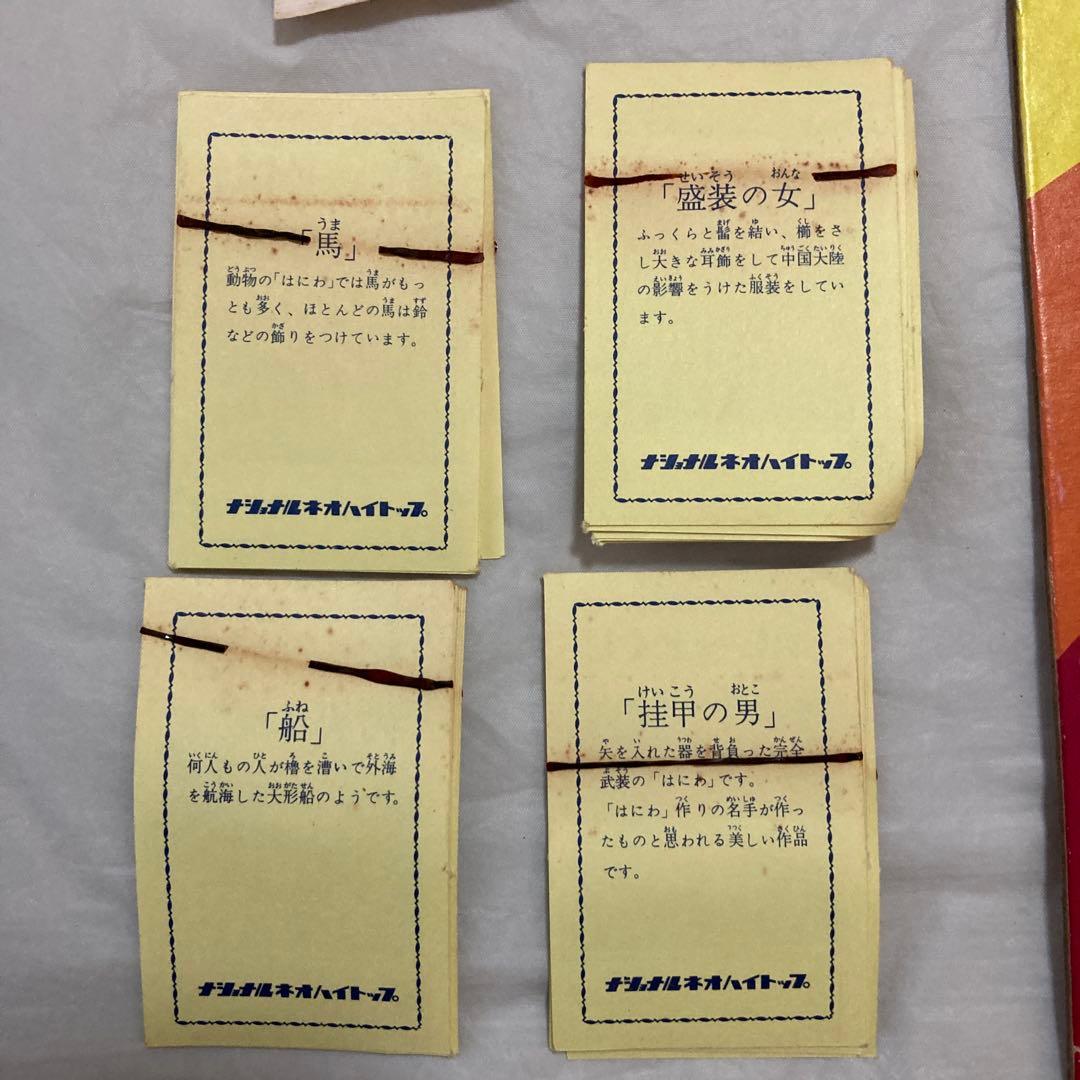 「馬」
動物の「はにわ」では馬がもっ
とも多く、ほとんどの馬は鈴
などの飾りをつけています。
ナショナルネオハイトップ。
「盛装の女」
ふっくらと髷を結い、櫛をさ
し大きな耳飾をして中国大陸
の影響をうけた服装をしてい
ます。
ナショナルネオハイトップ。
「船」
何人もの人が櫓を漕いで外海
を航海した大形船のようです。
ナショナルネオハイトップ。
「挂甲の男」
矢を入れた器を背負った完全
武装の「はにわ」です。
「はにわ」作りの名手が作っ
たものと思われる美しい作品
です。
ナショナルネオハイトップ。